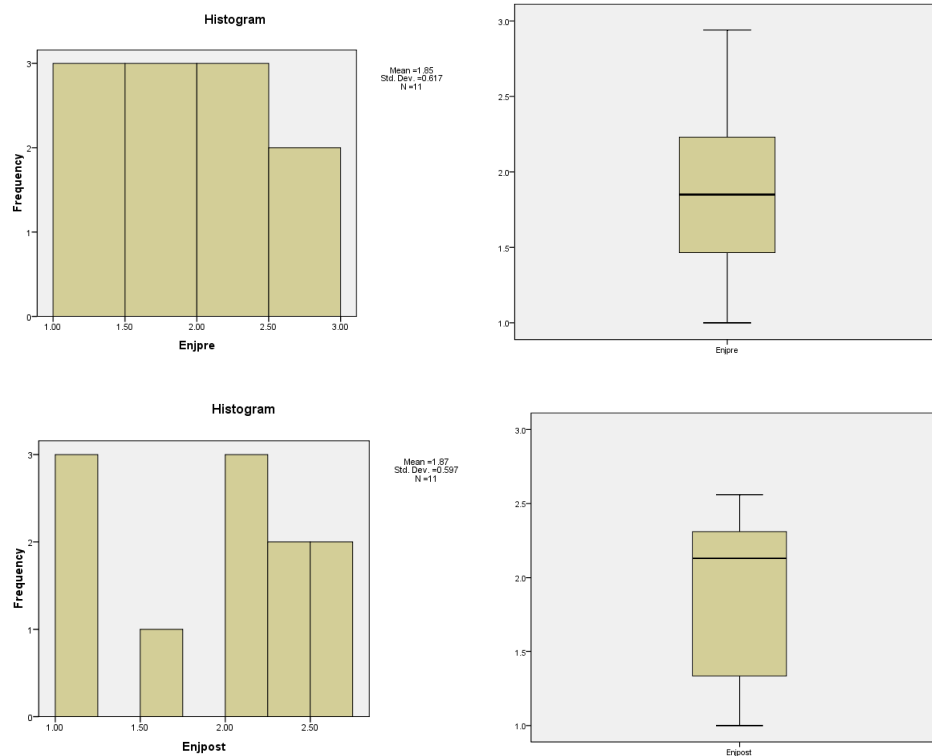 Histogram
Mean =1.85
Std. Dev. =0.617
N =11
Frequency
3
2
1
0
1.00
1.50
2.00
2.50
3.00
Enjpre
3.0
2.5
2.0
1.5
1.0
Enjpre
Histogram
Mean =1.87
Std. Dev. =0.597
N =11
Frequency
3
2
1
0
1.00
1.50
2.00
2.50
Enjpost
3.0
2.5
2.0
1.5
1.0
Enjpost